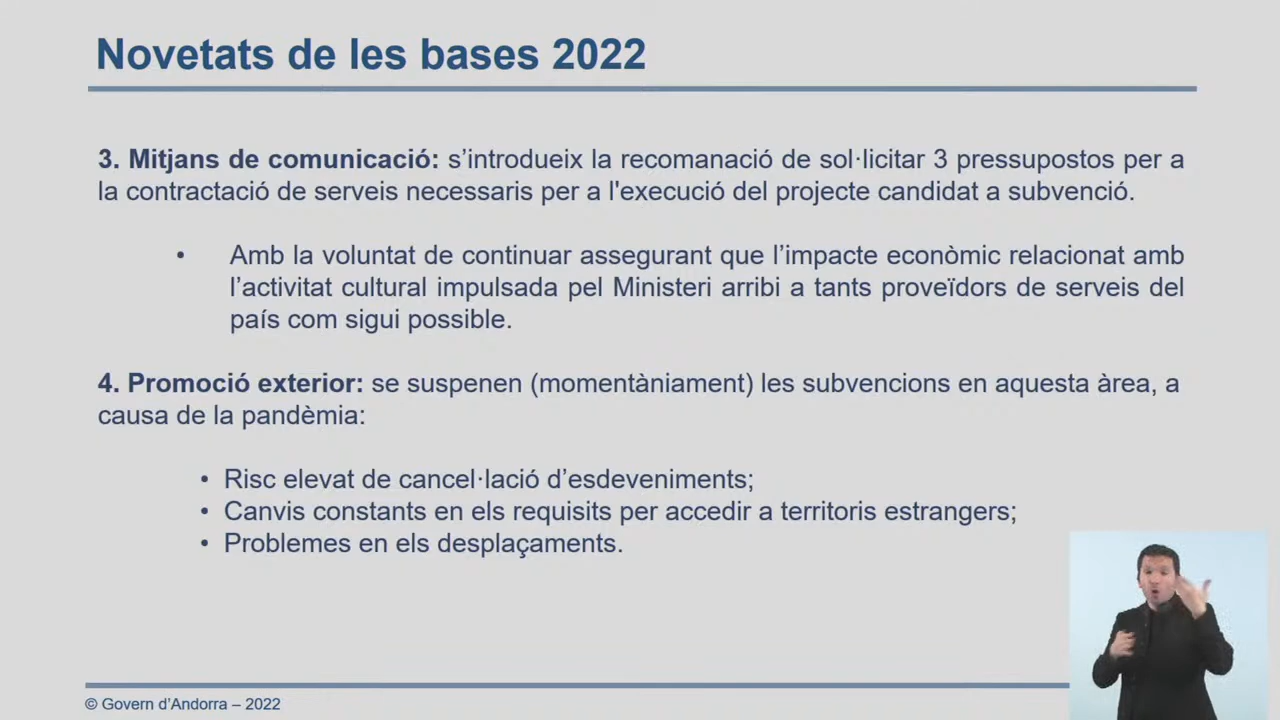 Novetats de les bases 2022
3. Mitjans de comunicació: s’introdueix la recomanació de sol·licitar 3 pressupostos per a
la contractació de serveis necessaris per a l'execució del projecte candidat a subvenció.
• Amb la voluntat de continuar assegurant que l’impacte econòmic relacionat amb
l’activitat cultural impulsada pel Ministeri arribi a tants proveïdors de serveis del
país com sigui possible.
4. Promoció exterior: se suspenen (momentàniament) les subvencions en aquesta àrea, a
causa de la pandèmia:
• Risc elevat de cancel·lació d’esdeveniments;
• Canvis constants en els requisits per accedir a territoris estrangers;
• Problemes en els desplaçaments.
© Govern d’Andorra – 2022